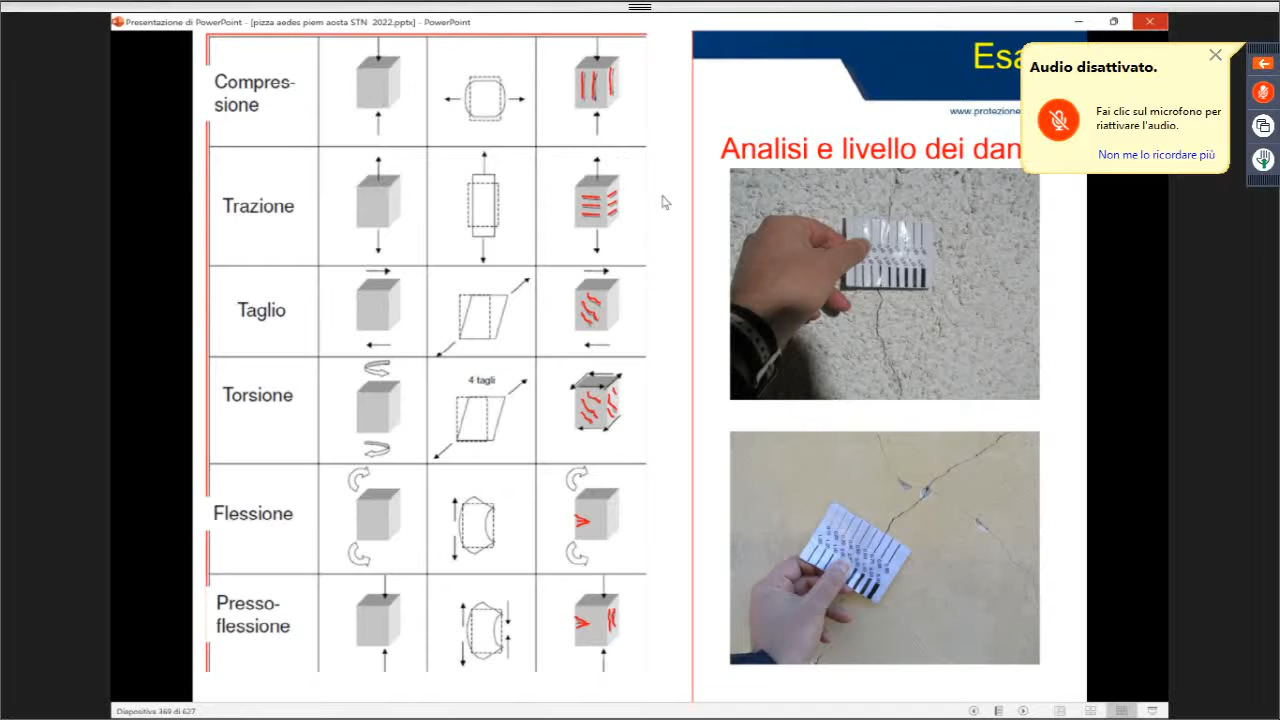 Presentazione di PowerPoint - [pizza aedes piem aosta STN 2022.pptx] - PowerPoint
Compres-
sione
Trazione
Taglio
Torsione
4 tagli
Flessione
Presso-
flessione
Esa
www.protezione
Analisi e livello dei dan
Audio disattivato.
Fai clic sul microfono per
riattivare l'audio.
Non me lo ricordare più
Diapositiva 369 di 627